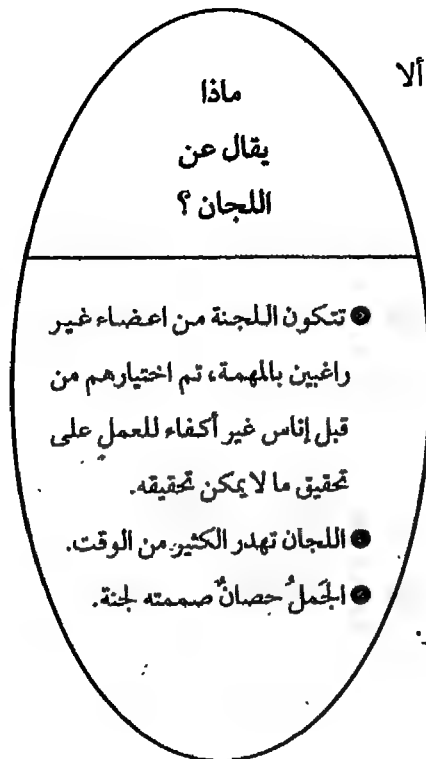 ألا
ماذا
يقال عن
اللجان ؟
تتكون اللجنة من اعضاء غير
راغبين بالمهمة، تم اختيارهم من
قبل إناس غير أكفاء للعمل على
تحقيق ما لا يمكن تحقيقه.
اللجان تهدر الكثير من الوقت.
الجَملُ حصانٌ صممته لجنة.